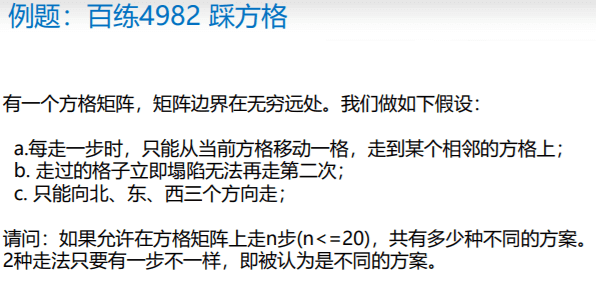 例题：百练4982 踩方格
有一个方格矩阵，矩阵边界在无穷远处。我们做如下假设：
a.每走一步时，只能从当前方格移动一格，走到某个相邻的方格上；
b. 走过的格子立即塌陷无法再走第二次；
c. 只能向北、东、西三个方向走；
请问：如果允许在方格矩阵上走n步(n<=20)，共有多少种不同的方案。
2种走法只要有一步不一样，即被认为是不同的方案。